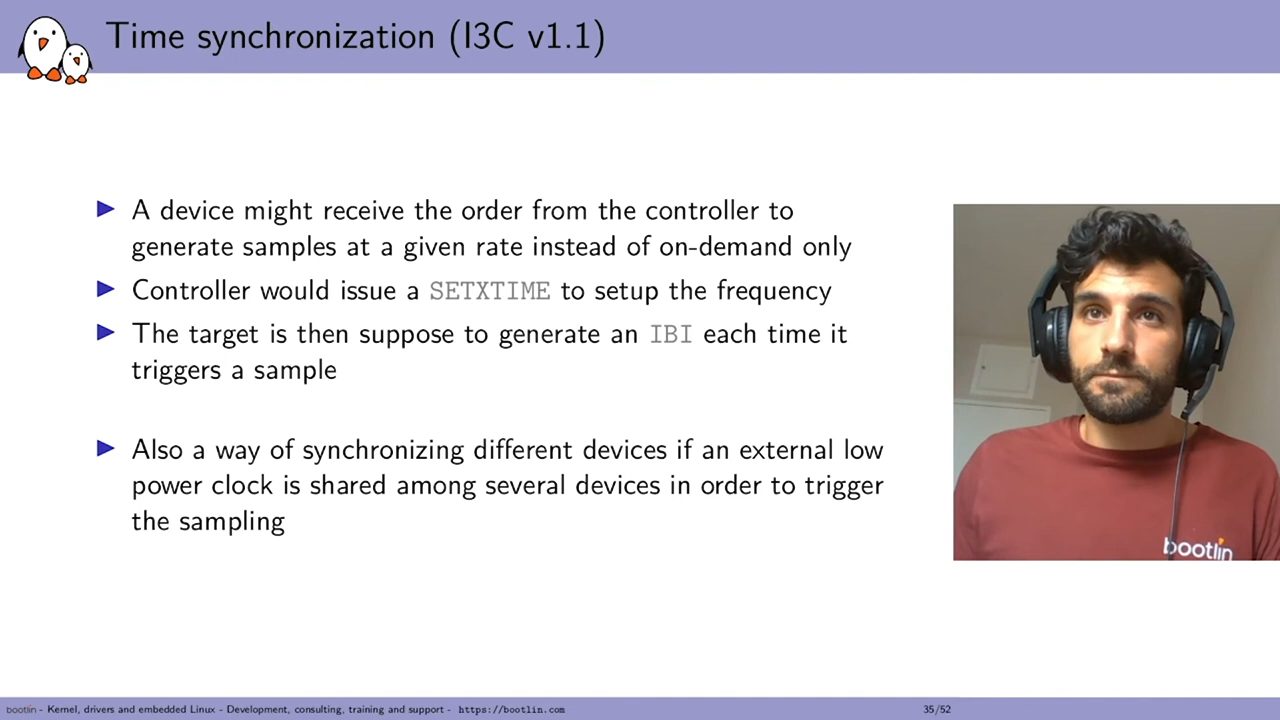 Time synchronization (I3C v1.1)
A device might receive the order from the controller to
generate samples at a given rate instead of on-demand only
Controller would issue a SETXTIME to setup the frequency
The target is then suppose to generate an IBI each time it
triggers a sample
Also a way of synchronizing different devices if an external low
power clock is shared among several devices in order to trigger
the sampling
bootlin
bootlin - Kernel, drivers and embedded Linux - Development, consulting, training and support - https://bootlin.com
35/52